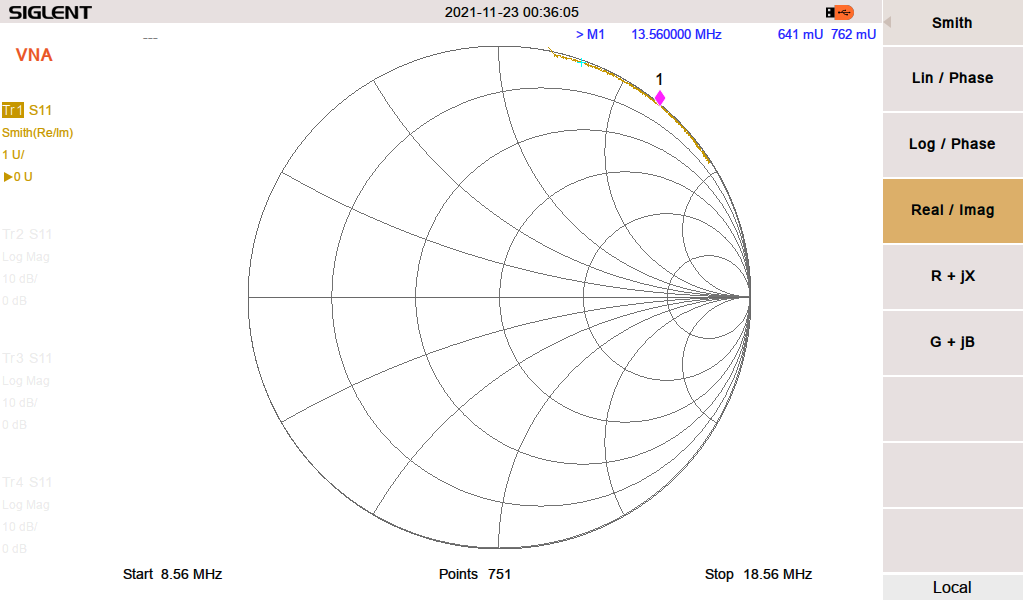 SIGLENT 2021-11-23 00:36:05
---
> M1 13.560000 MHz 641 mU 762 mU
VNA
1
Tr1 S11
Smith(Re/Im)
1 U/
▶0 U
Tr2 S11
Log Mag
10 dB/
0 dB
Tr3 S11
Log Mag
10 dB/
0 dB
Tr4 S11
Log Mag
10 dB/
0 dB
Start 8.56 MHz Points 751 Stop 18.56 MHz
Smith
Lin / Phase
Log / Phase
Real / Imag
R + jX
G + jB
Local